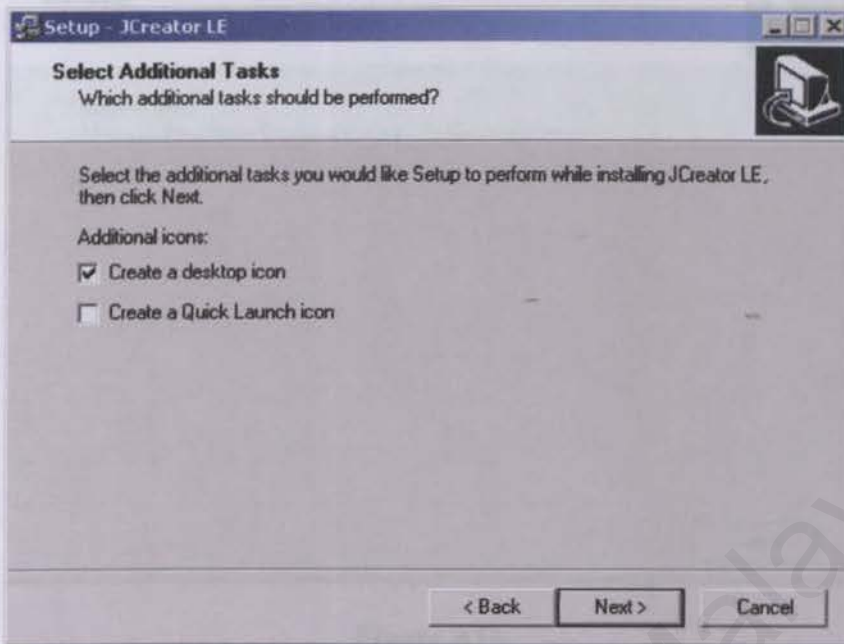 Setup - JCreator LE
Select Additional Tasks
Which additional tasks should be performed?
Select the additional tasks you would like Setup to perform while installing JCreator LE,
then click Next.
Additional icons:
Create a desktop icon
Create a Quick Launch icon
< Back
Next >
Cancel